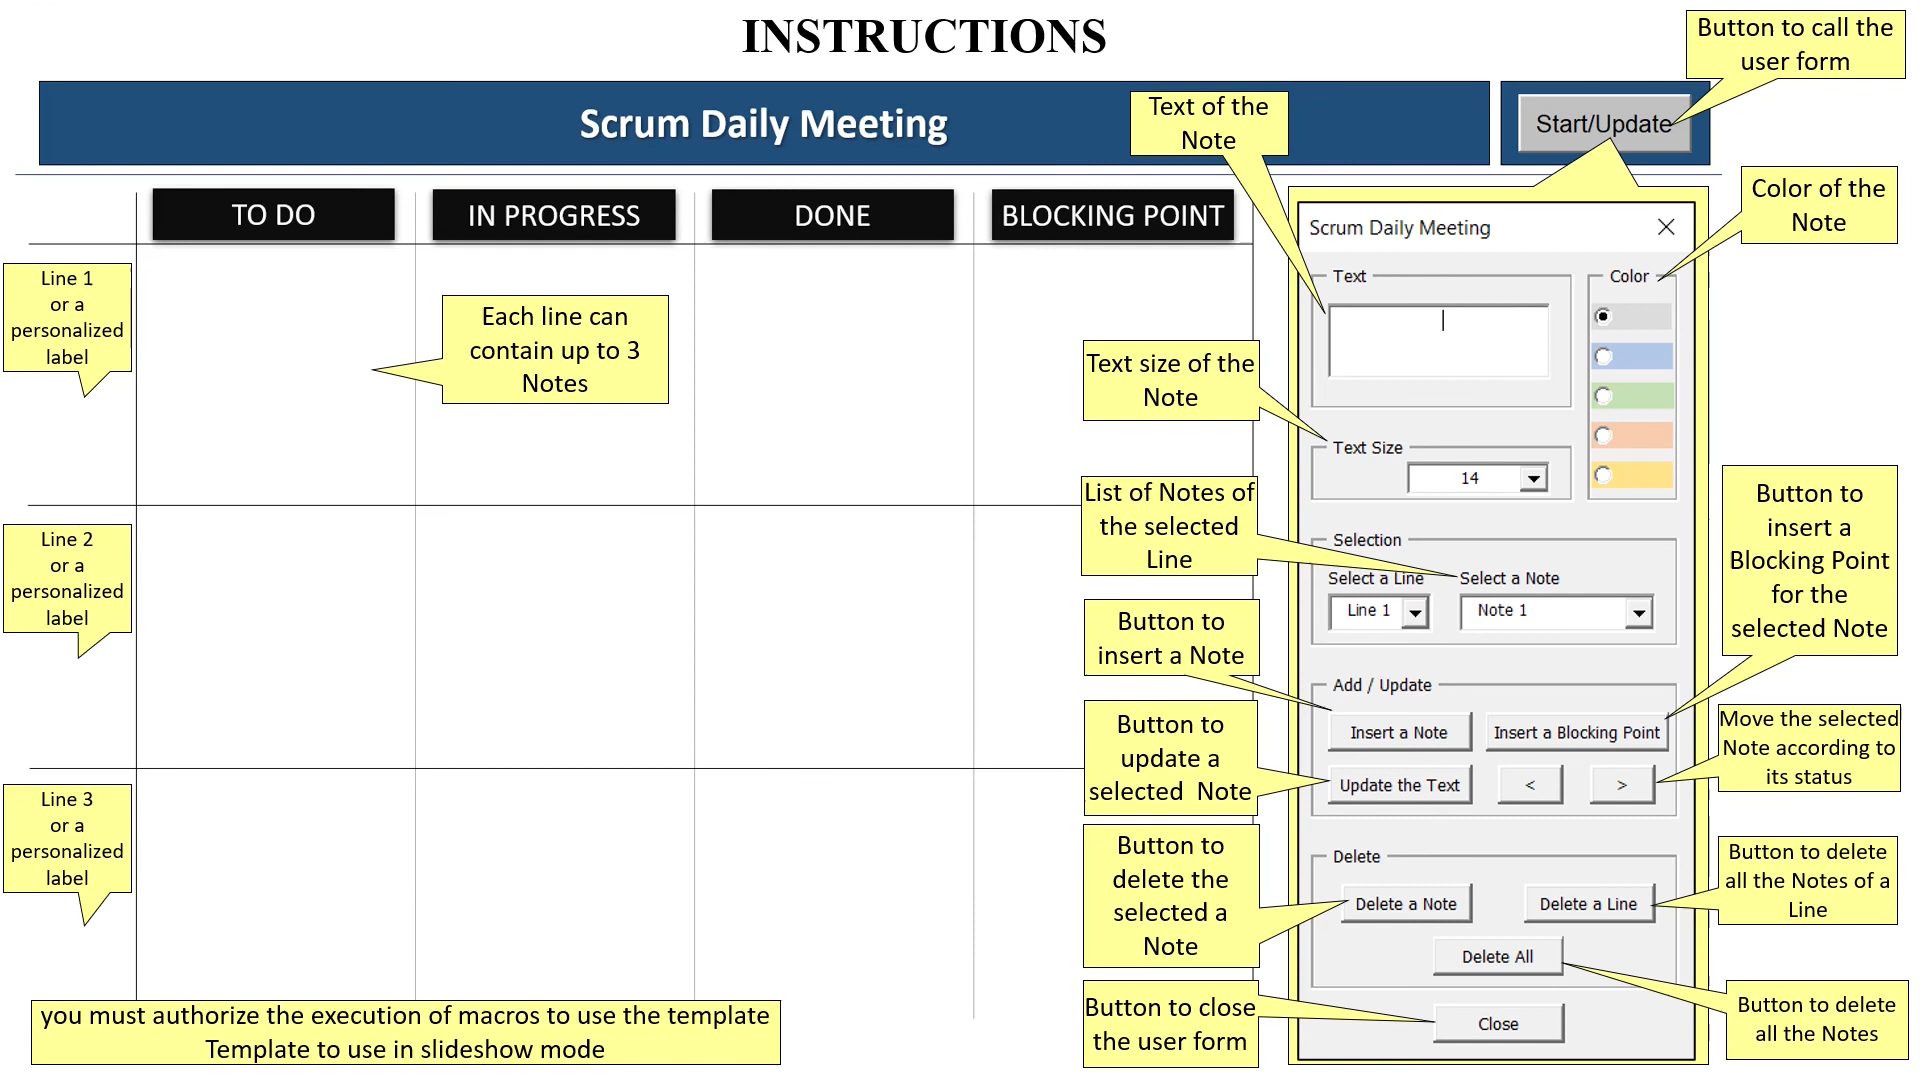 INSTRUCTIONS
Button to call the
user form
Scrum Daily Meeting
Text of the
Note
Start/Update
Color of the
Note
TO DO
IN PROGRESS
DONE
BLOCKING POINT
Line 1
or a
personalized
label
Each line can
contain up to 3
Notes
Line 2
or a
personalized
label
Line 3
or a
personalized
label
you must authorize the execution of macros to use the template
Template to use in slideshow mode
Text size of the
Note
List of Notes of
the selected
Line
Button to
insert a Note
Button to
update a
selected  Note
Button to
delete the
selected a
Note
Button to close
the user form
Scrum Daily Meeting
Text
Color
Text Size
14
Selection
Select a Line
Select a Note
Line 1
Note 1
Add / Update
Insert a Note
Insert a Blocking Point
Update the Text
<
>
Delete
Delete a Note
Delete a Line
Delete All
Close
Button to
insert a
Blocking Point
for the
selected Note
Move the selected
Note according to
its status
Button to delete
all the Notes of a
Line
Button to delete
all the Notes